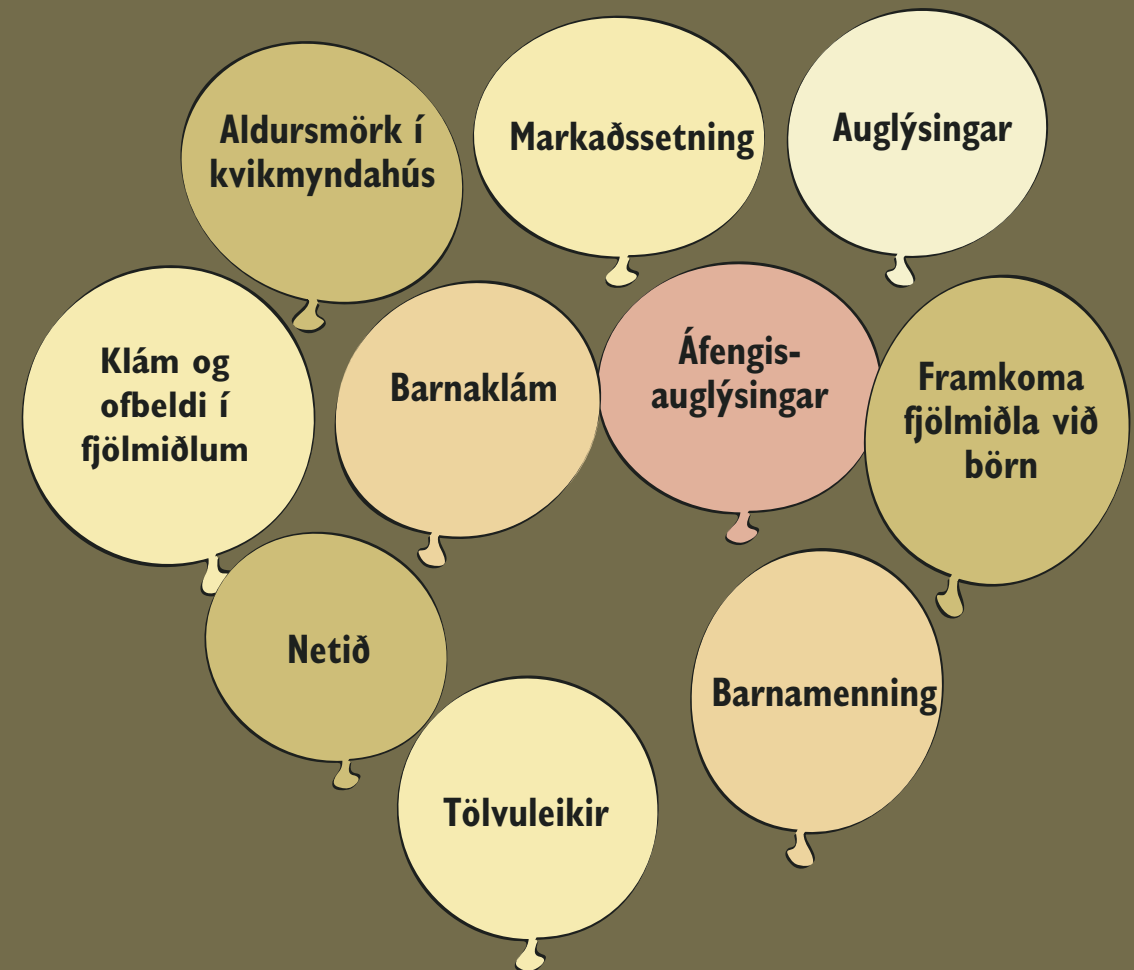 Aldursmörk í
kvikmyndahús
Markaðssetning
Auglýsingar
Klám og
ofbeldi í
fjölmiðlum
Barnaklám
Áfengis-
auglýsingar
Framkoma
fjölmiðla við
börn
Netið
Barnamenning
Tölvuleikir